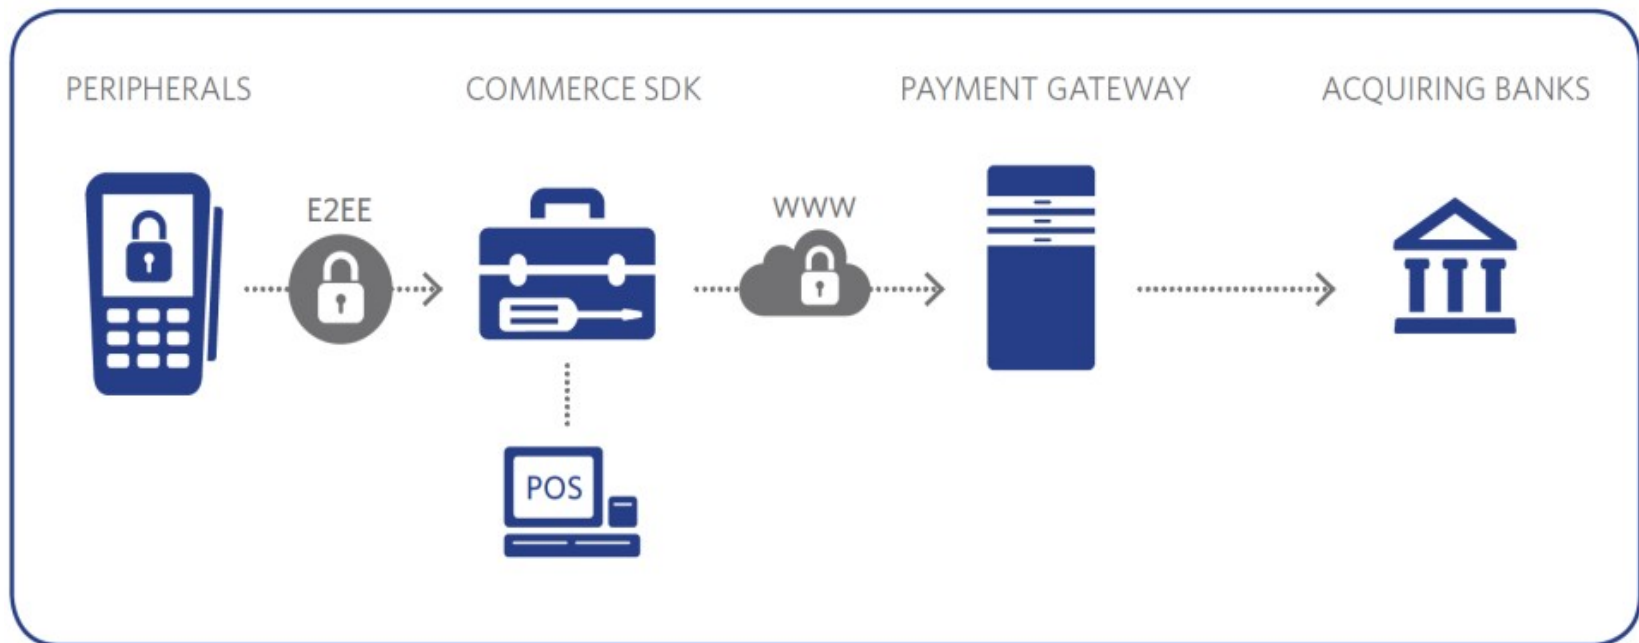 PERIPHERALS
COMMERCE SDK
PAYMENT GATEWAY
ACQUIRING BANKS
E2EE
WWW
POS